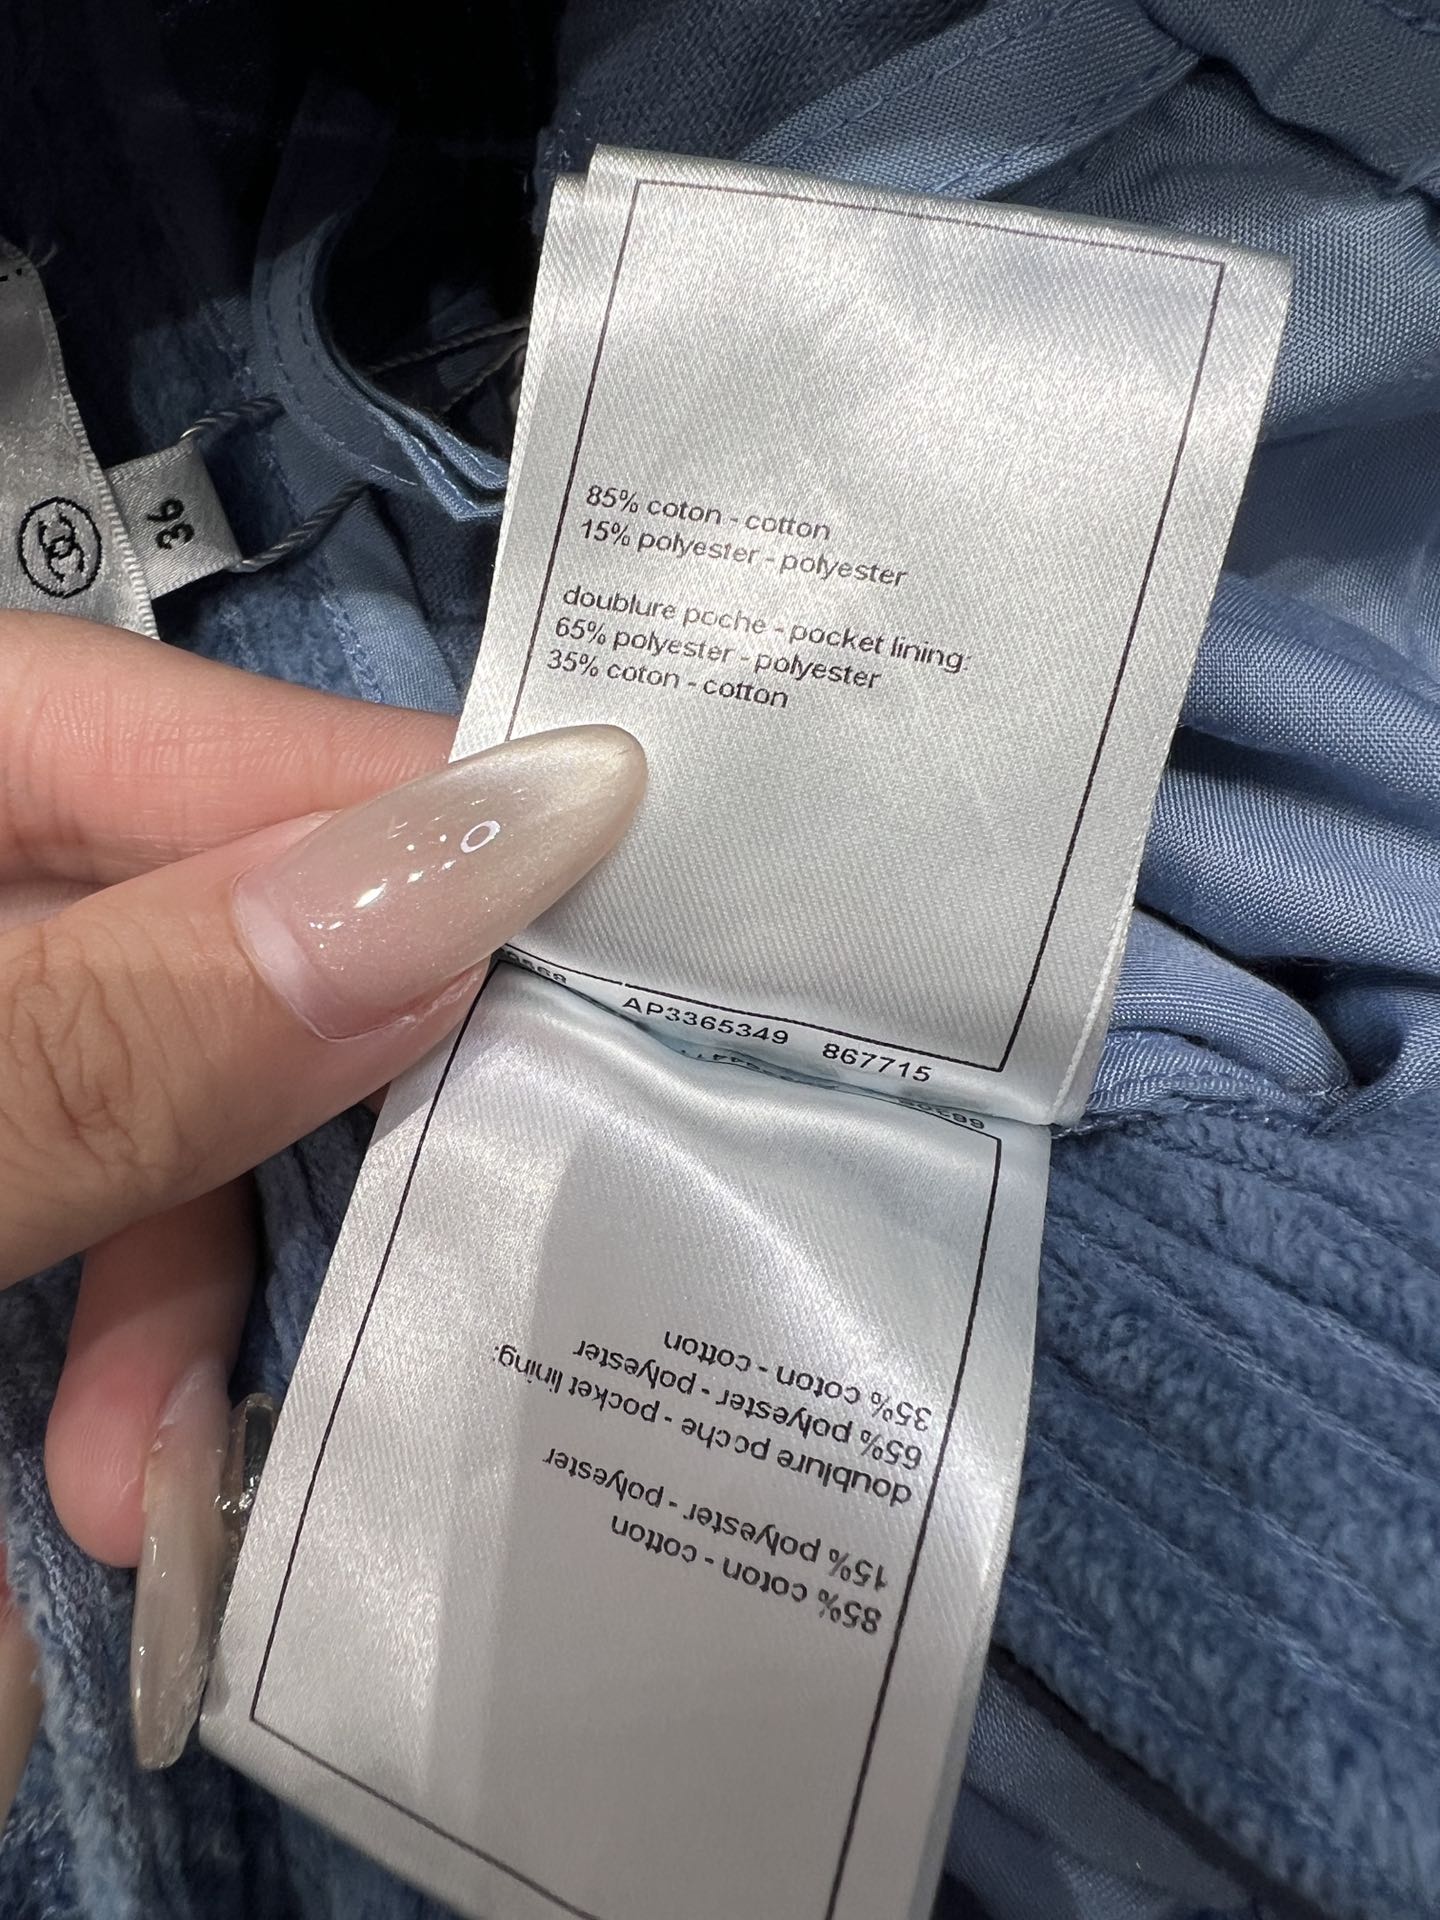 36
85% coton - cotton
15% polyester - polyester
doublure poche - pocket lining:
65% polyester - polyester
35% coton - cotton
AP3365349 867715
85% coton - cotton
15% polyester - polyester
doublure poche - pocket lining:
65% polyester - polyester
35% coton - cotton